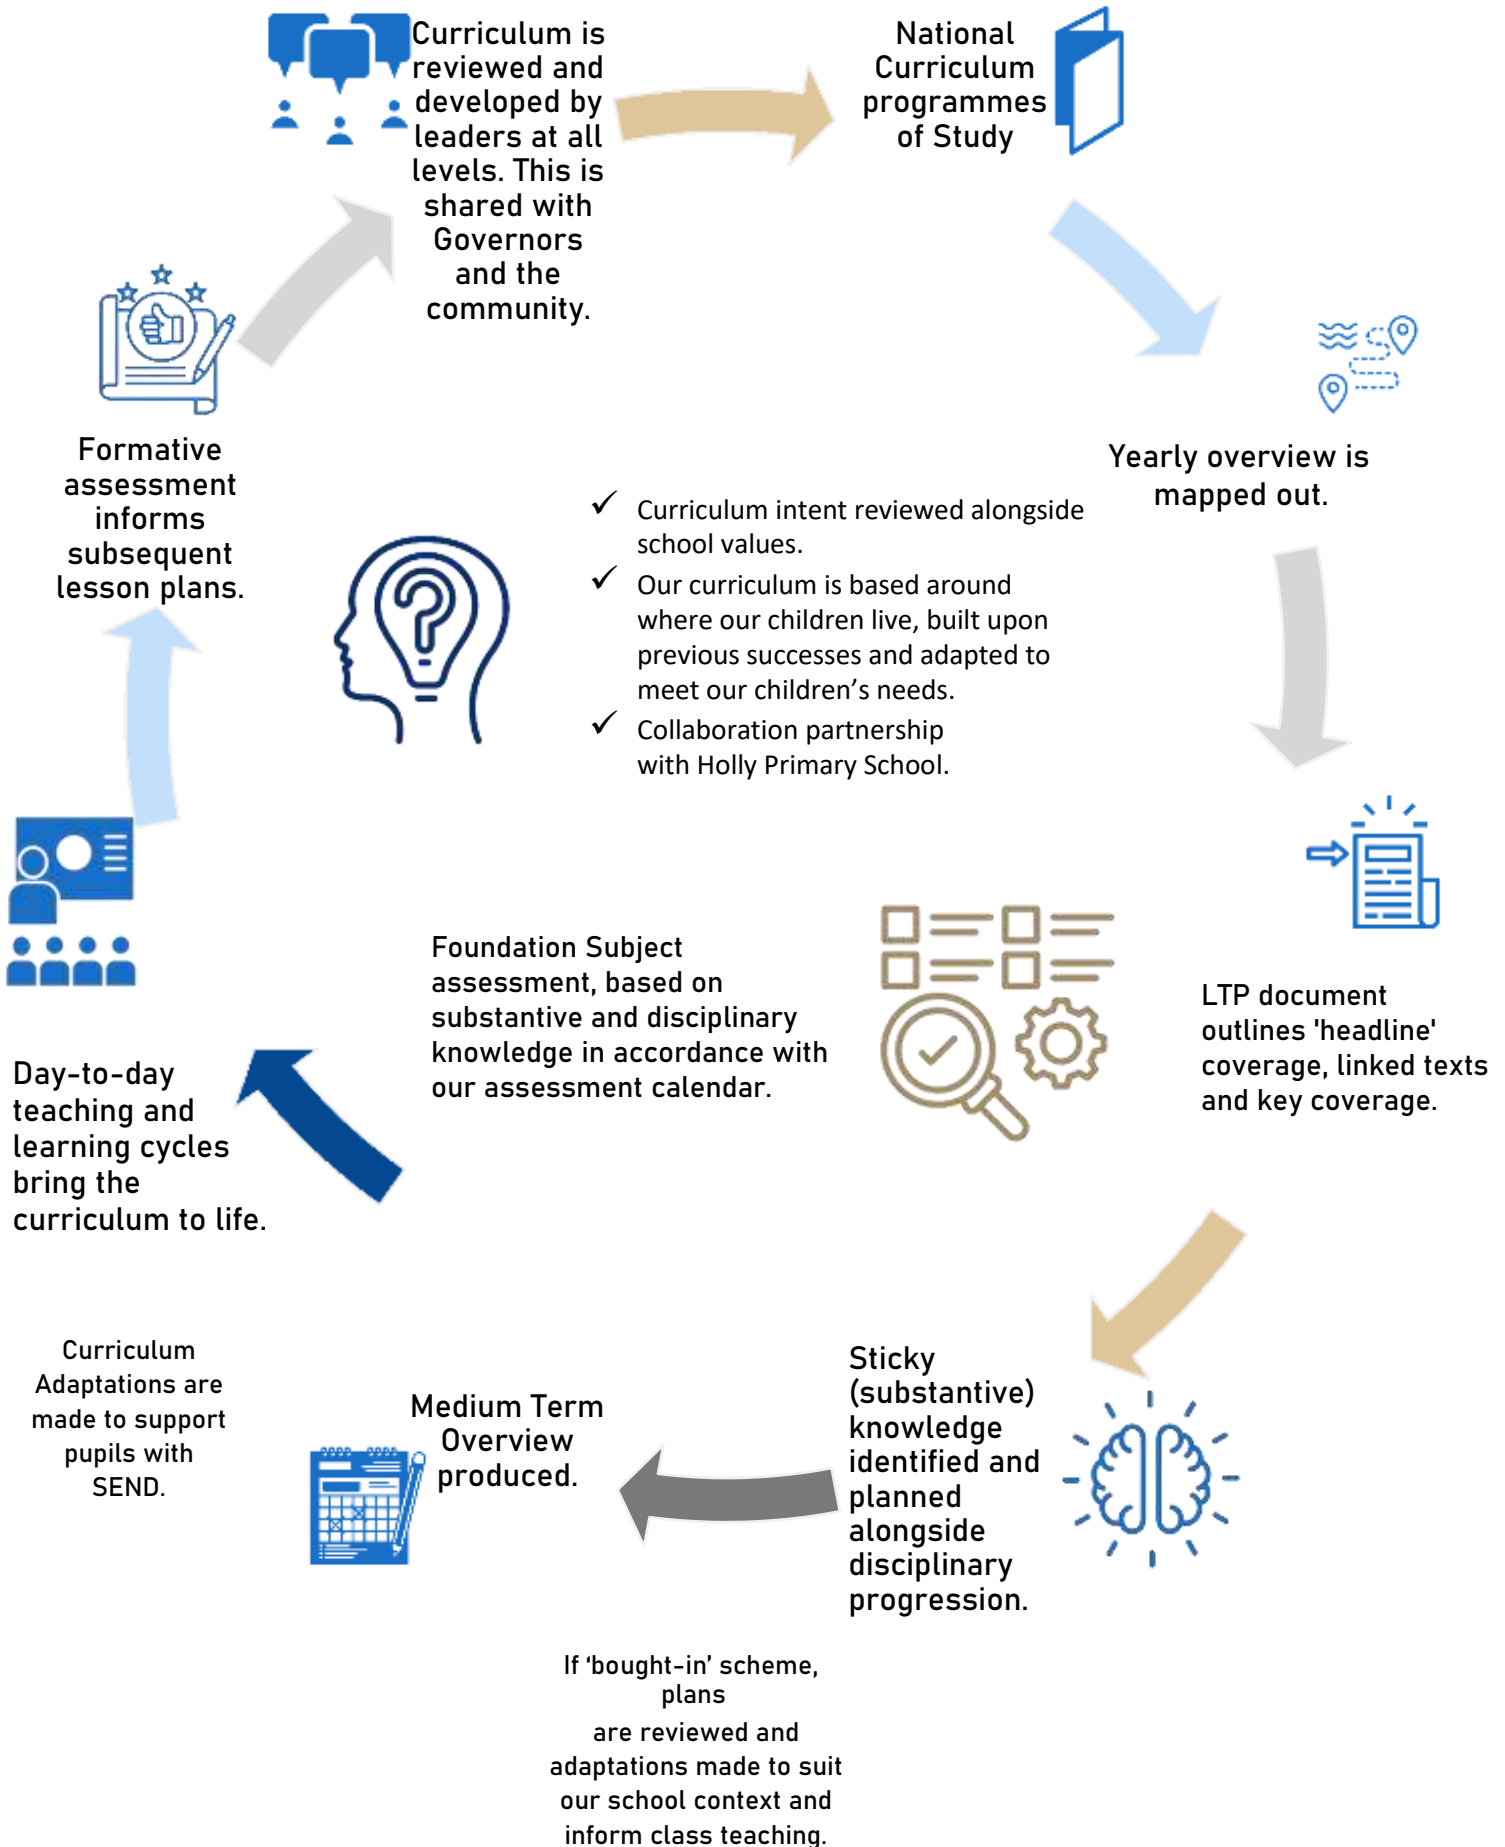 Curriculum is
reviewed and
developed by
leaders at all
levels. This is
shared with
Governors
and the
community.
National
Curriculum
programmes
of Study
Yearly overview is
mapped out.
LTP document
outlines 'headline'
coverage, linked texts
and key coverage.
Sticky
(substantive)
knowledge
identified and
planned
alongside
disciplinary
progression.
Medium Term
Overview
produced.
If ‘bought-in’ scheme,
plans
are reviewed and
adaptations made to suit
our school context and
inform class teaching.
Curriculum
Adaptations are
made to support
pupils with
SEND.
Day-to-day
teaching and
learning cycles
bring the
curriculum to life.
Formative
assessment
informs
subsequent
lesson plans.
✓ Curriculum intent reviewed alongside
school values.
✓ Our curriculum is based around
where our children live, built upon
previous successes and adapted to
meet our children’s needs.
✓ Collaboration partnership
with Holly Primary School.
Foundation Subject
assessment, based on
substantive and disciplinary
knowledge in accordance with
our assessment calendar.